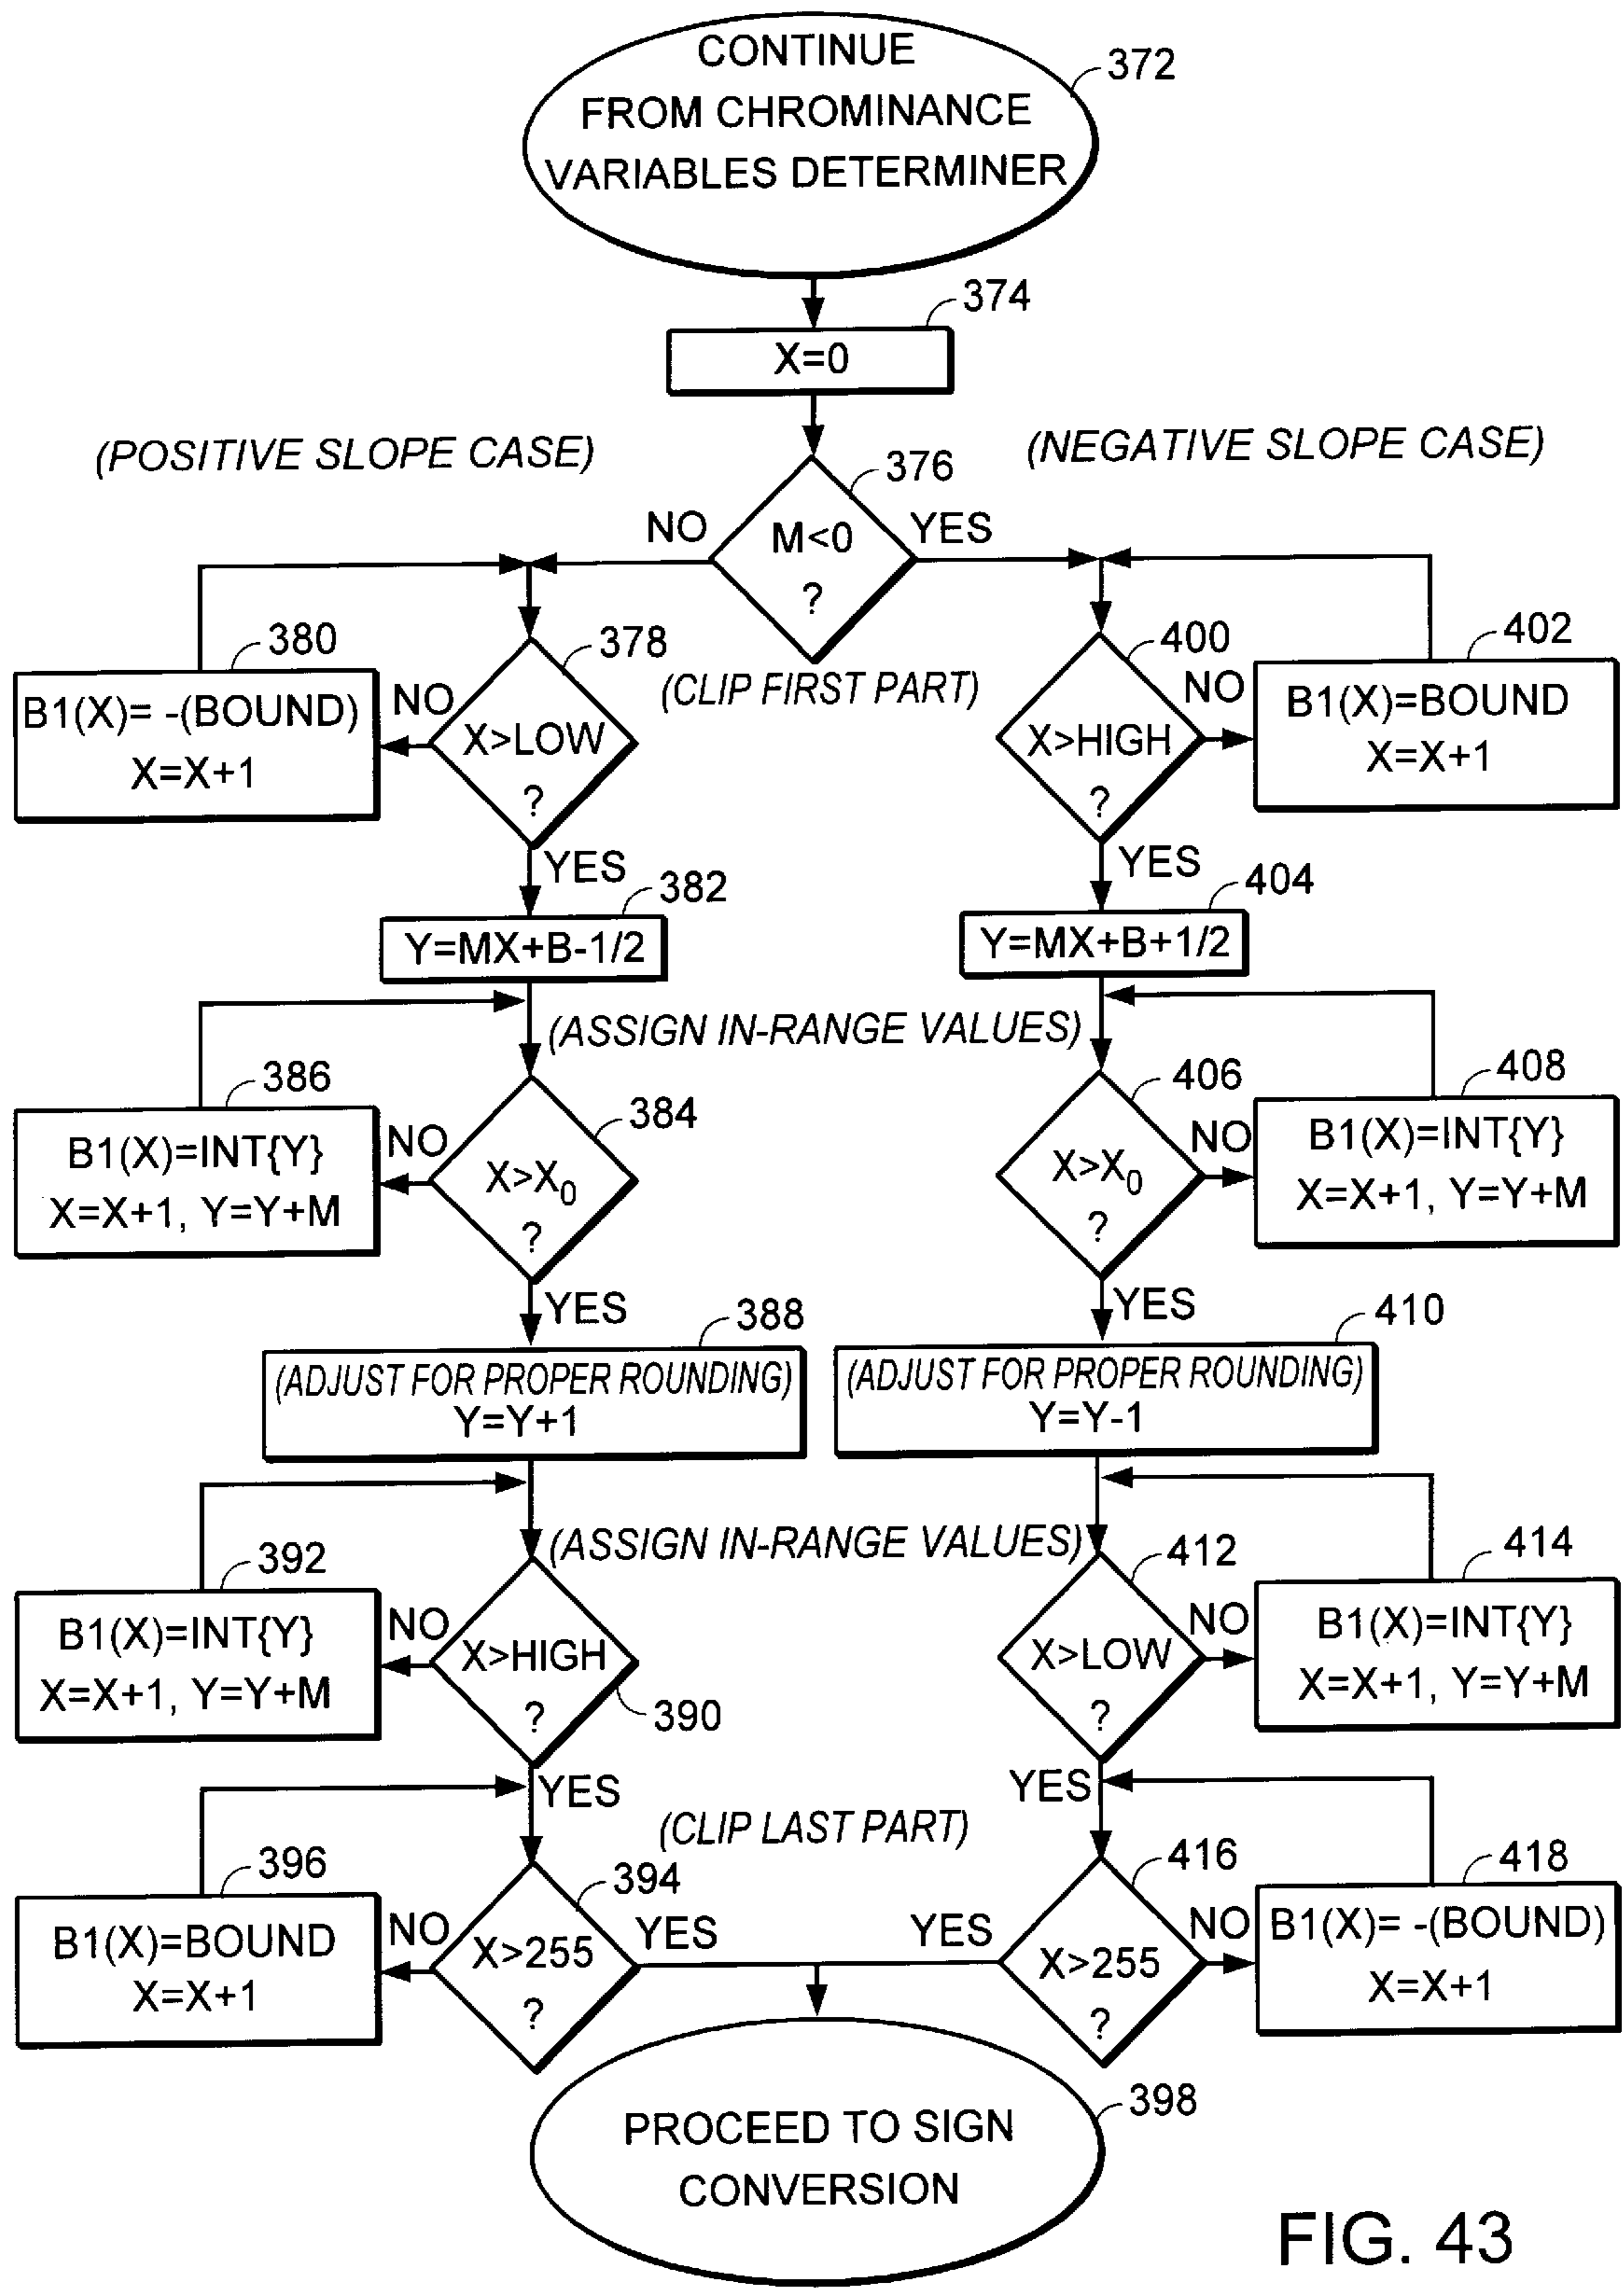 CONTINUE
FROM CHROMINANCE
VARIABLES DETERMINER
372
374
X=0
(POSITIVE SLOPE CASE)
(NEGATIVE SLOPE CASE)
376
M<0
?
NO
YES
380
B1(X)= -(BOUND)
X=X+1
NO
378
X>LOW
?
(CLIP FIRST PART)
400
X>HIGH
?
NO
402
B1(X)=BOUND
X=X+1
YES
382
Y=MX+B-1/2
YES
404
Y=MX+B+1/2
(ASSIGN IN-RANGE VALUES)
386
B1(X)=INT{Y}
X=X+1, Y=Y+M
NO
384
X>X₀
?
406
X>X₀
?
NO
408
B1(X)=INT{Y}
X=X+1, Y=Y+M
YES
388
(ADJUST FOR PROPER ROUNDING)
Y=Y+1
YES
410
(ADJUST FOR PROPER ROUNDING)
Y=Y-1
(ASSIGN IN-RANGE VALUES)
392
B1(X)=INT{Y}
X=X+1, Y=Y+M
NO
X>HIGH
?
390
412
X>LOW
?
NO
414
B1(X)=INT{Y}
X=X+1, Y=Y+M
YES
YES
(CLIP LAST PART)
396
B1(X)=BOUND
X=X+1
NO
394
X>255
?
YES
YES
416
X>255
?
NO
418
B1(X)= -(BOUND)
X=X+1
PROCEED TO SIGN
CONVERSION
398
FIG. 43